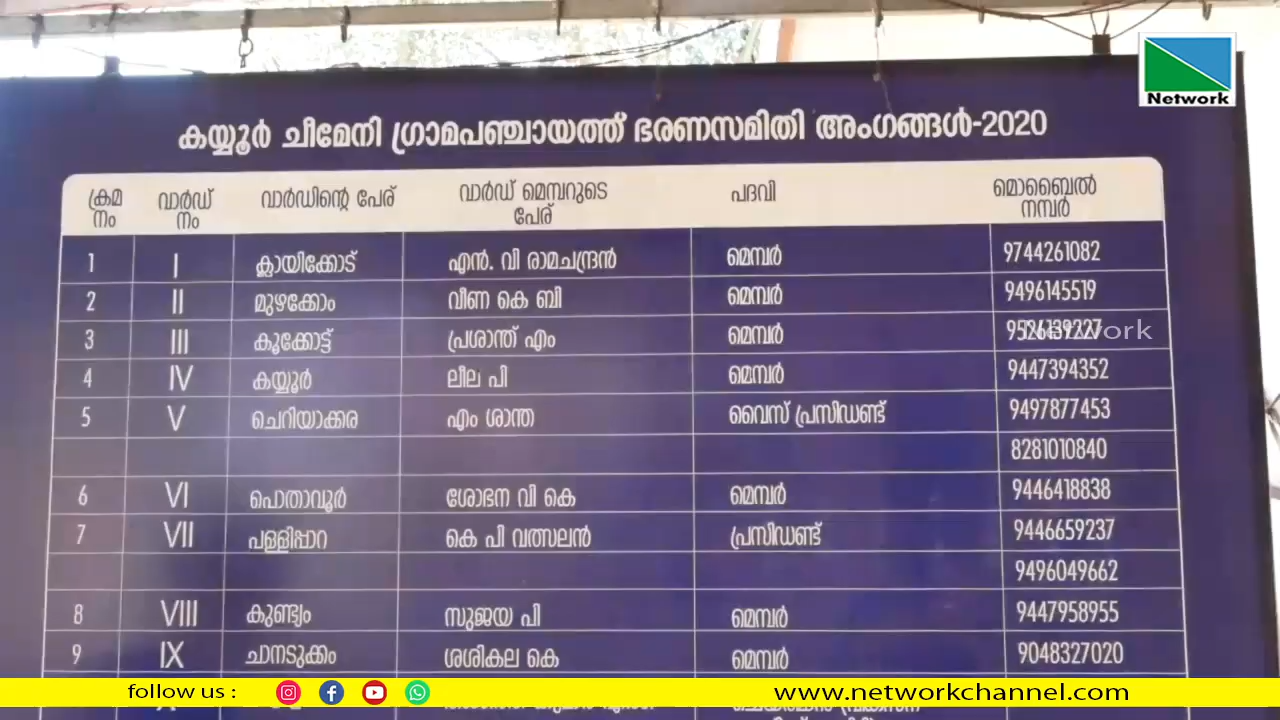 Network
കയ്യൂർ ചീമേനി ഗ്രാമപഞ്ചായത്ത് ഭരണസമിതി അംഗങ്ങൾ-2020
ക്രമ നം വാർഡ് നം വാർഡിന്റെ പേര് വാർഡ് മെമ്പറുടെ പേര് പദവി മൊബൈൽ നമ്പർ
1 I ക്ലായിക്കോട് എൻ. വി രാമചന്ദ്രൻ മെമ്പർ 9744261082
2 II മുഴക്കോം വീണ കെ ബി മെമ്പർ 9496145519
3 III കൂക്കോട്ട് പ്രശാന്ത് എം മെമ്പർ 9526139227
Network
4 IV കയ്യൂർ ലീല പി മെമ്പർ 9447394352
5 V ചെറിയാക്കര എം ശാന്ത വൈസ് പ്രസിഡണ്ട് 9497877453
8281010840
6 VI പൊതാവൂർ ശോഭന വി കെ മെമ്പർ 9446418838
7 VII പള്ളിപ്പാറ കെ പി വത്സലൻ പ്രസിഡണ്ട് 9446659237
9496049662
8 VIII കുണ്ട്യം സുജയ പി മെമ്പർ 9447958955
9 IX ചാനടുക്കം ശശികല കെ മെമ്പർ 9048327020
follow us : www.networkchannel.com